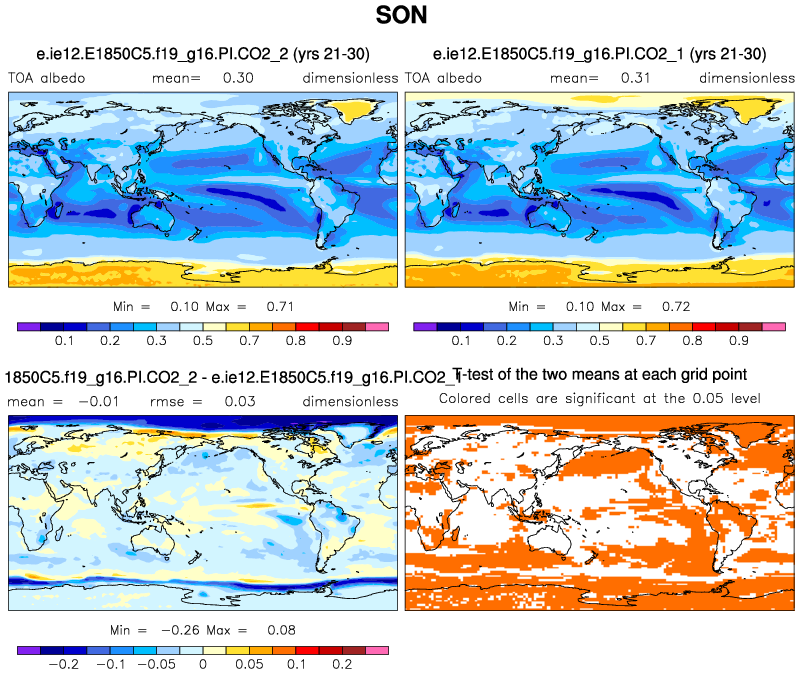 SON
e.ie12.E1850C5.f19_g16.PI.CO2_2 (yrs 21-30)
TOA albedo mean= 0.30 dimensionless
Min = 0.10 Max = 0.71
0.1 0.2 0.3 0.5 0.7 0.8 0.9
e.ie12.E1850C5.f19_g16.PI.CO2_1 (yrs 21-30)
TOA albedo mean= 0.31 dimensionless
Min = 0.10 Max = 0.72
0.1 0.2 0.3 0.5 0.7 0.8 0.9
1850C5.f19_g16.PI.CO2_2 - e.ie12.E1850C5.f19_g16.PI.CO2_1
mean = -0.01 rmse = 0.03 dimensionless
Min = -0.26 Max = 0.08
-0.2 -0.1 -0.05 0 0.05 0.1 0.2
T-test of the two means at each grid point
Colored cells are significant at the 0.05 level